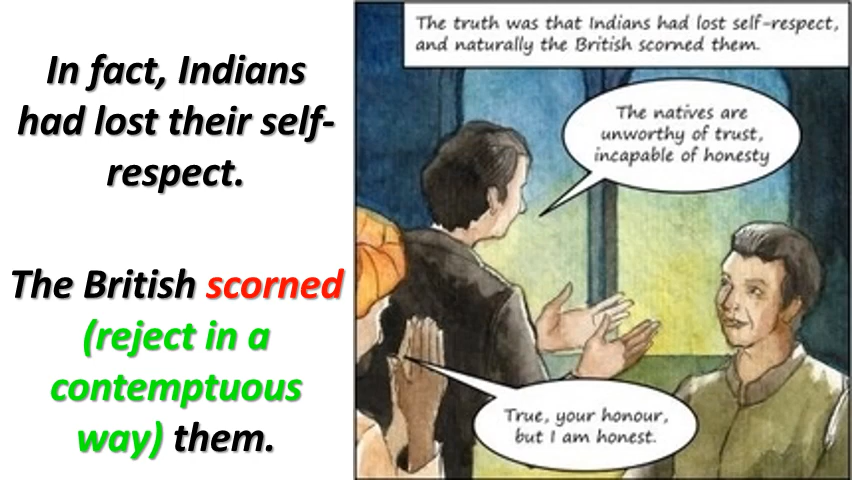 In fact, Indians
had lost their self-
respect.
The British scorned
(reject in a
contemptuous
way) them.
The truth was that Indians had lost self-respect,
and naturally the British scorned them.
The natives are
unworthy of trust,
incapable of honesty
True, your honour,
but I am honest.